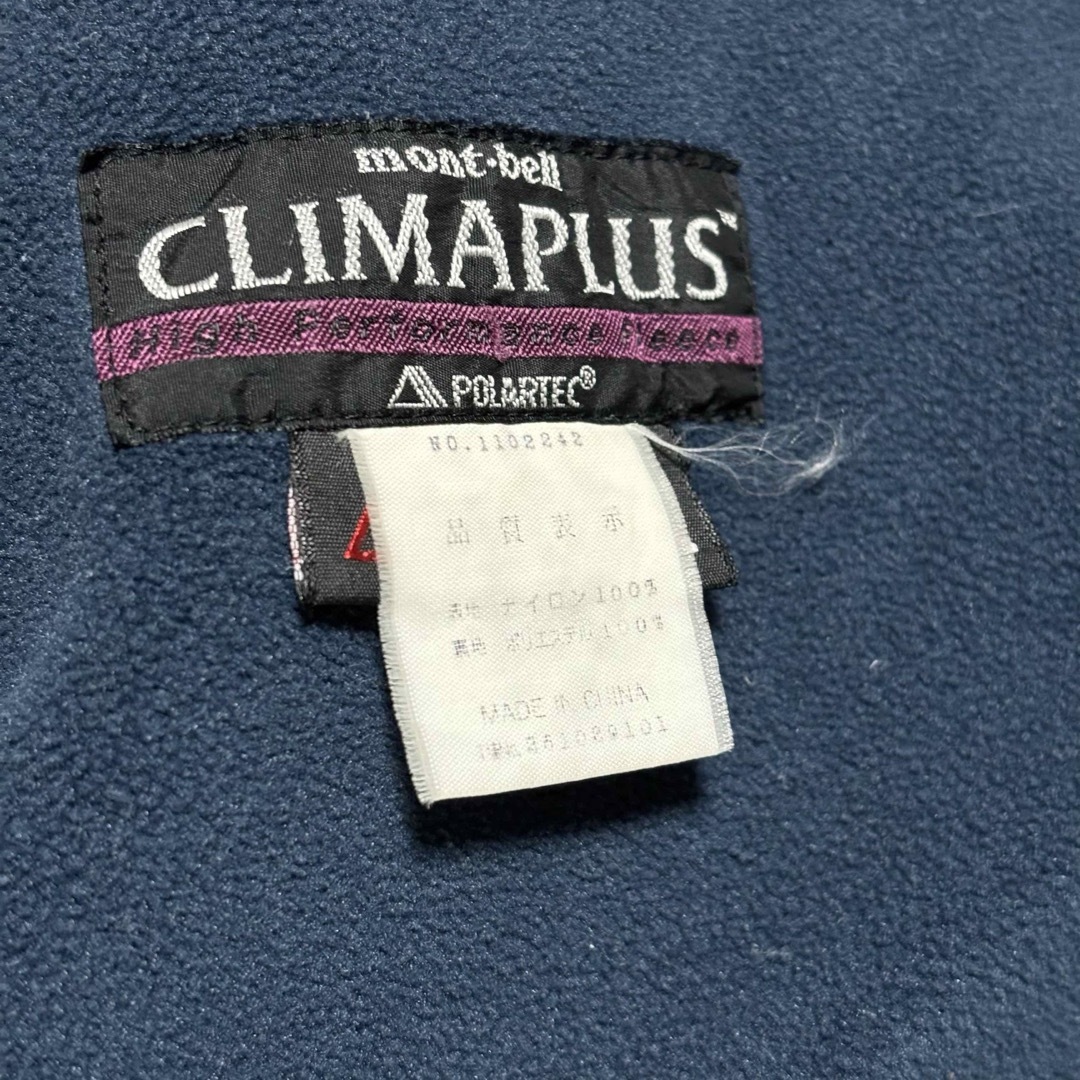 mont·bell
CLIMAPLUS™
High Performance Fleece
POLARTEC®
NO.1102242
品質表示
表地 ナイロン100%
裏地 ポリエステル100%
MADE IN CHINA